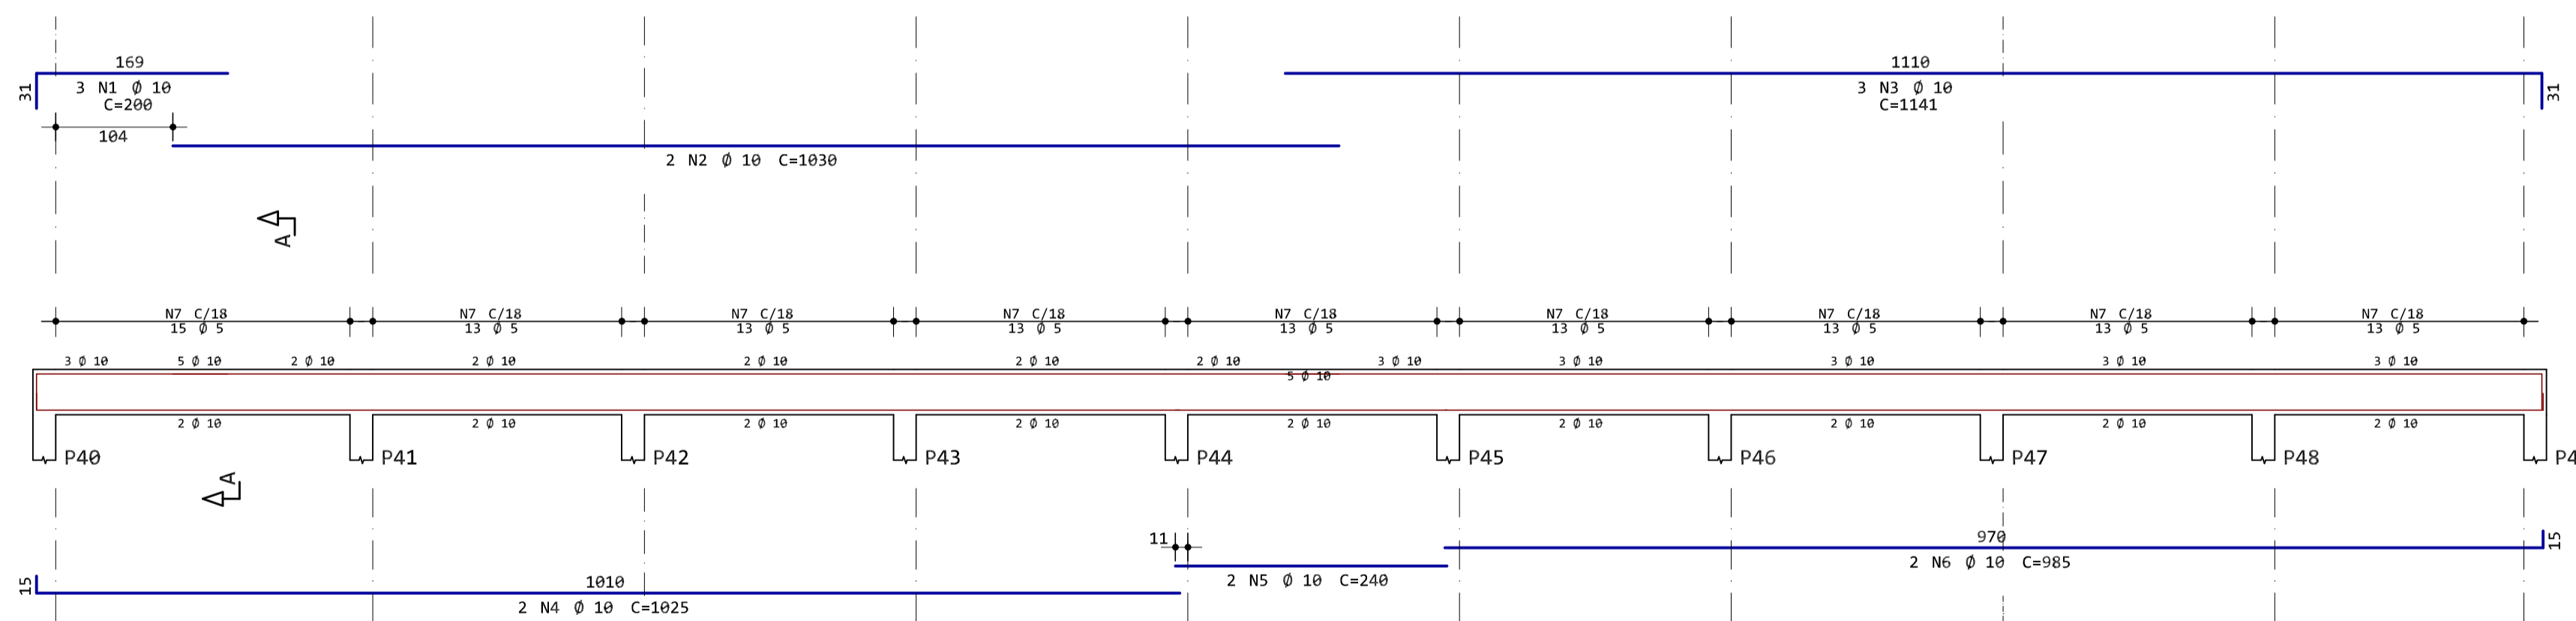 169
1110
31
3 N1 Ø 10
C=200
3 N3 Ø 10
C=1141
31
104
2 N2 Ø 10 C=1030
A
N7 C/18 N7 C/18 N7 C/18 N7 C/18 N7 C/18 N7 C/18 N7 C/18 N7 C/18 N7 C/18
15 Ø 5 13 Ø 5 13 Ø 5 13 Ø 5 13 Ø 5 13 Ø 5 13 Ø 5 13 Ø 5 13 Ø 5
3 Ø 10 5 Ø 10 2 Ø 10 2 Ø 10 2 Ø 10 2 Ø 10 2 Ø 10 3 Ø 10 3 Ø 10 3 Ø 10 3 Ø 10 3 Ø 10
5 Ø 10
2 Ø 10 2 Ø 10 2 Ø 10 2 Ø 10 2 Ø 10 2 Ø 10 2 Ø 10 2 Ø 10 2 Ø 10
P40 P41 P42 P43 P44 P45 P46 P47 P48 P4
A
11
970
15
2 N6 Ø 10 C=985
2 N5 Ø 10 C=240
1010
15
2 N4 Ø 10 C=1025